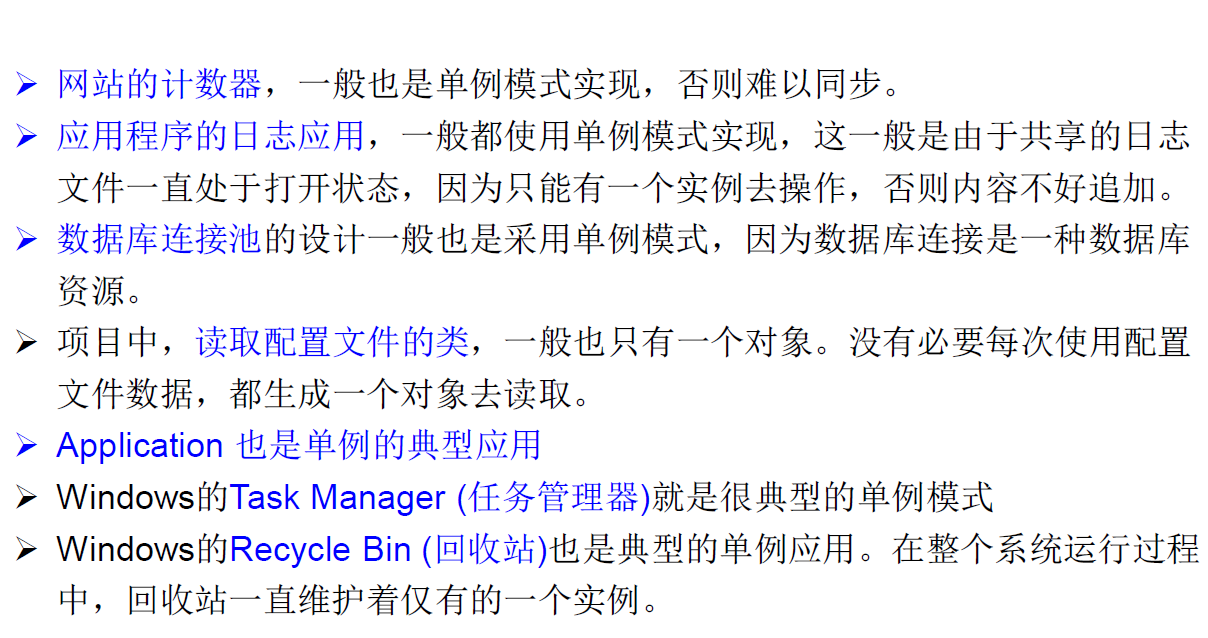 ➢ 网站的计数器，一般也是单例模式实现，否则难以同步。
➢ 应用程序的日志应用，一般都使用单例模式实现，这一般是由于共享的日志
文件一直处于打开状态，因为只能有一个实例去操作，否则内容不好追加。
➢ 数据库连接池的设计一般也是采用单例模式，因为数据库连接是一种数据库
资源。
➢ 项目中，读取配置文件的类，一般也只有一个对象。没有必要每次使用配置
文件数据，都生成一个对象去读取。
➢ Application 也是单例的典型应用
➢ Windows的Task Manager (任务管理器)就是很典型的单例模式
➢ Windows的Recycle Bin (回收站)也是典型的单例应用。在整个系统运行过程
中，回收站一直维护着仅有的一个实例。